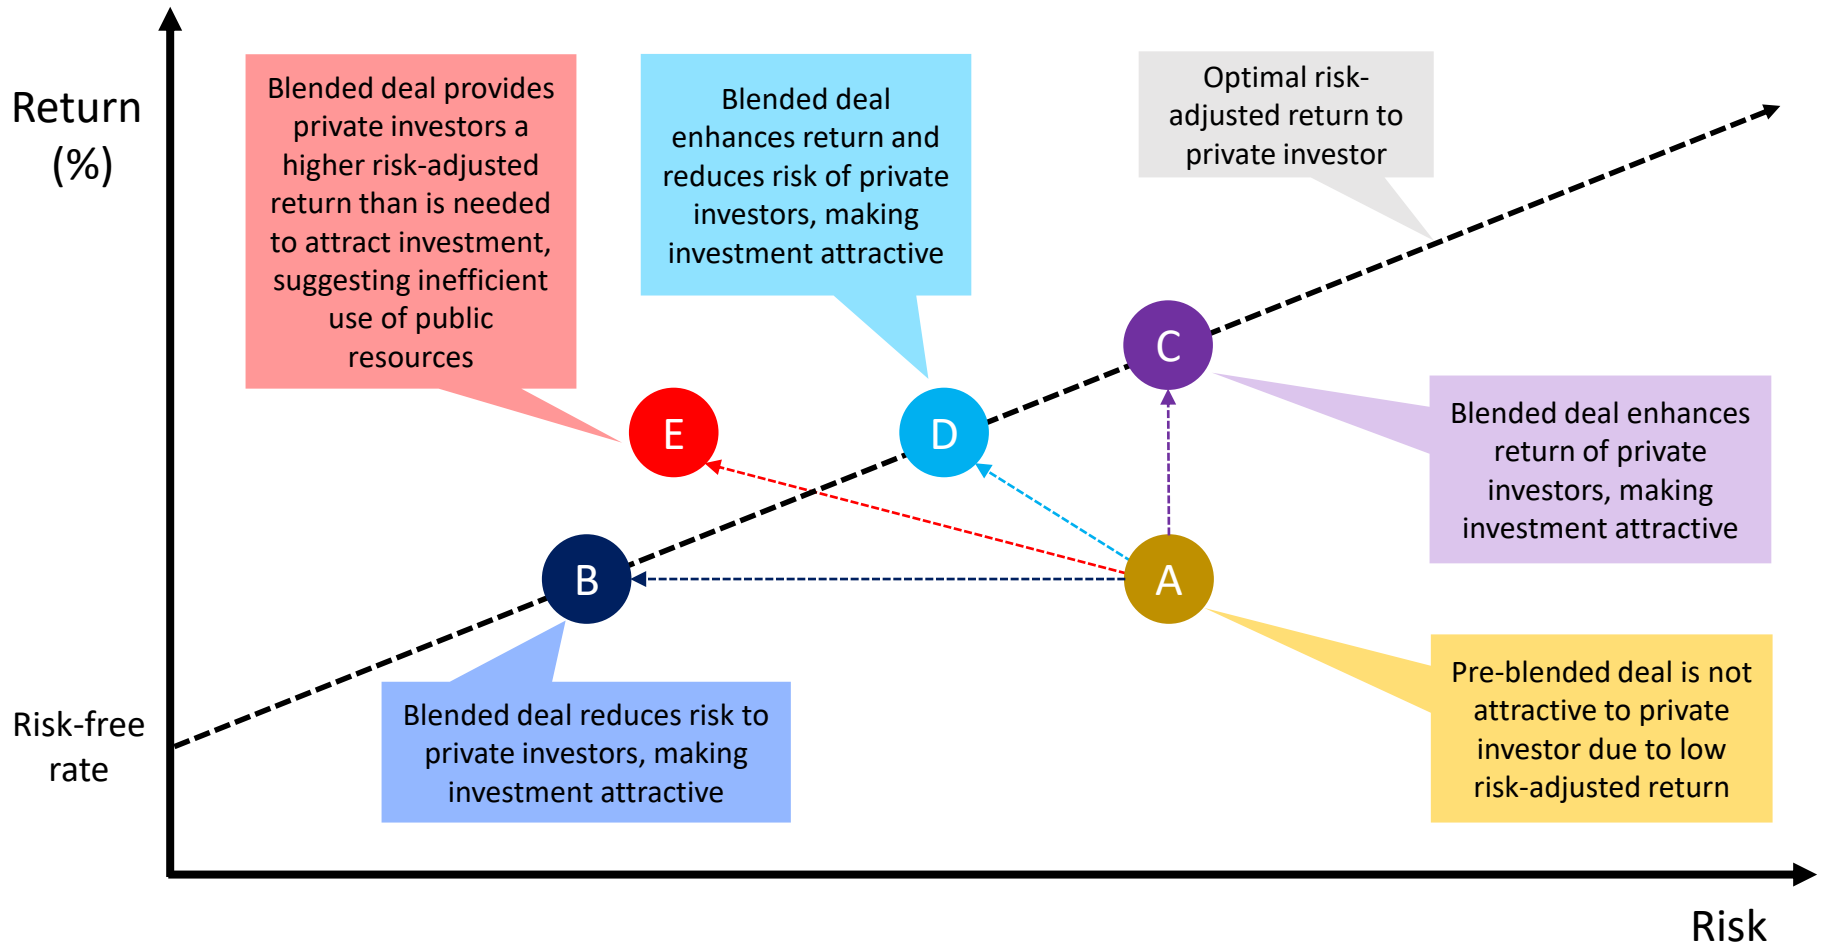 Return
(%)
Blended deal provides
private investors a
higher risk-adjusted
return than is needed
to attract investment,
suggesting inefficient
use of public
resources
Blended deal
enhances return and
reduces risk of private
investors, making
investment attractive
Optimal risk-
adjusted return to
private investor
C
E
D
Blended deal enhances
return of private
investors, making
investment attractive
B
A
Risk-free
rate
Blended deal reduces risk to
private investors, making
investment attractive
Pre-blended deal is not
attractive to private
investor due to low
risk-adjusted return
Risk